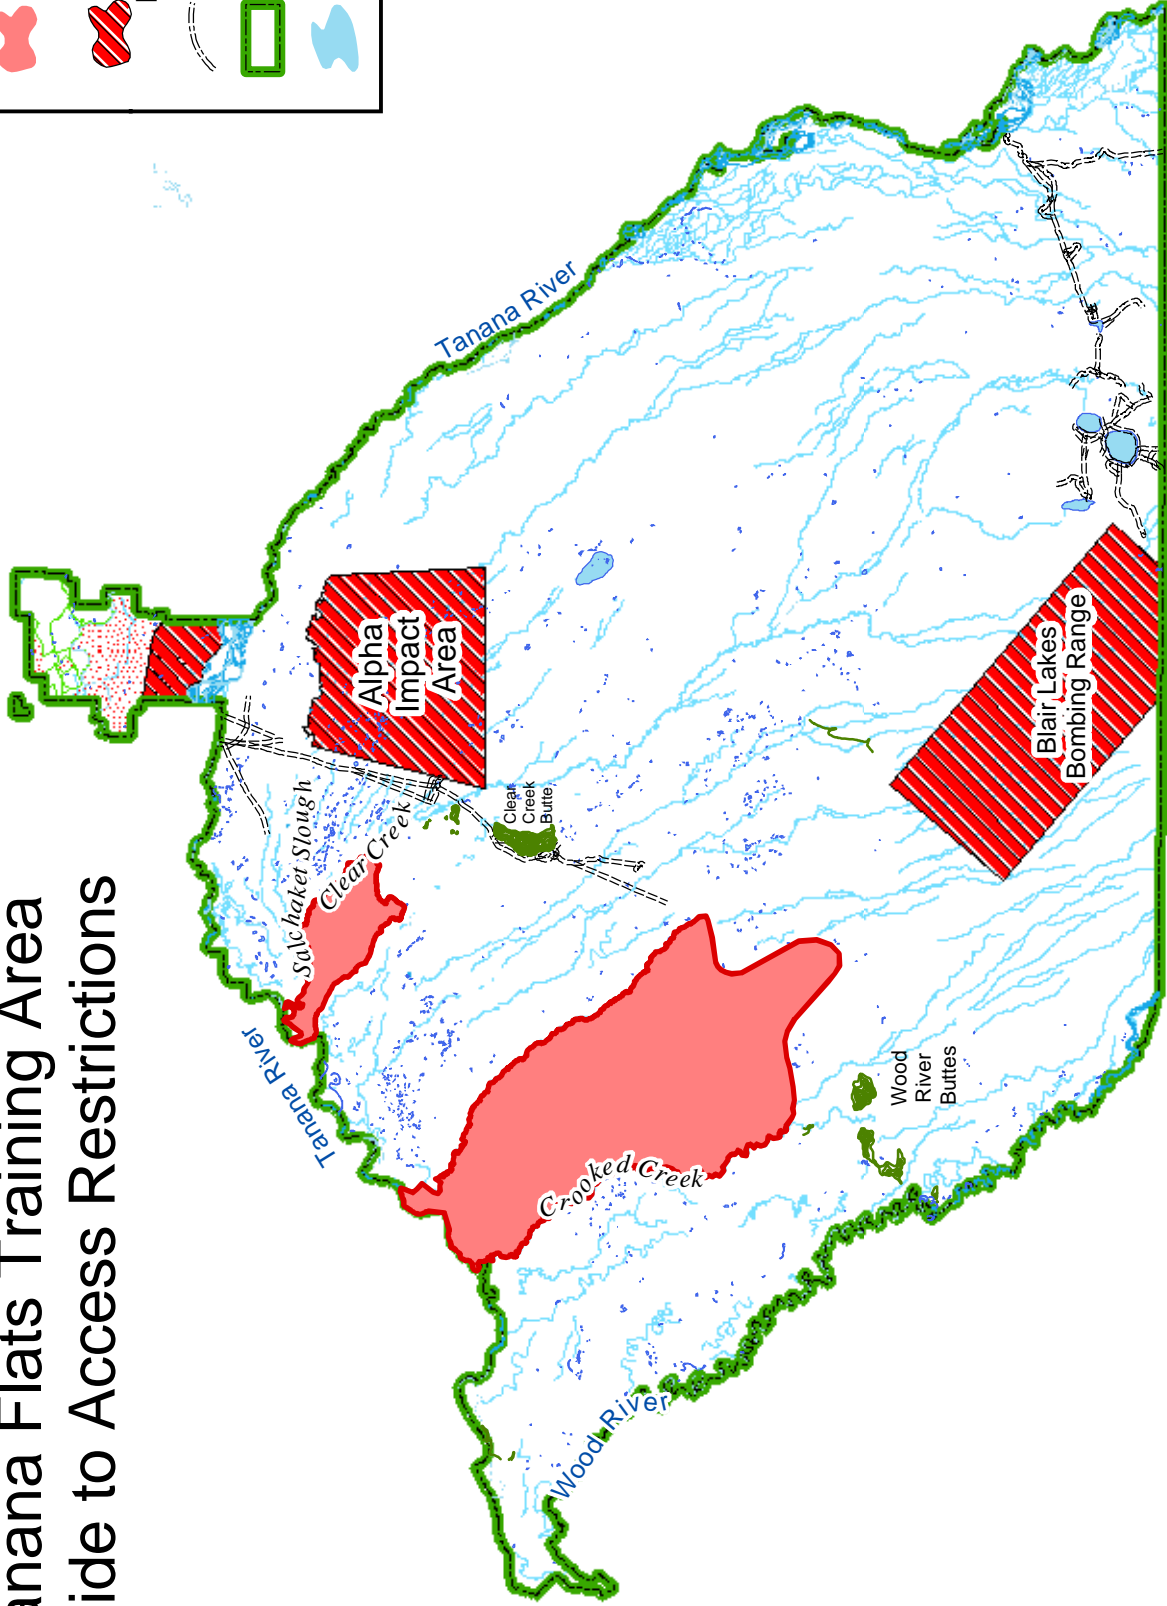 anana Flats Training Area
ide to Access Restrictions
Tanana River
Tanana River
Salchaket Slough
Clear Creek
Alpha
Impact
Area
Clear
Creek
Butte
Crooked Creek
Wood River
Wood
River
Buttes
Blair Lakes
Bombing Range